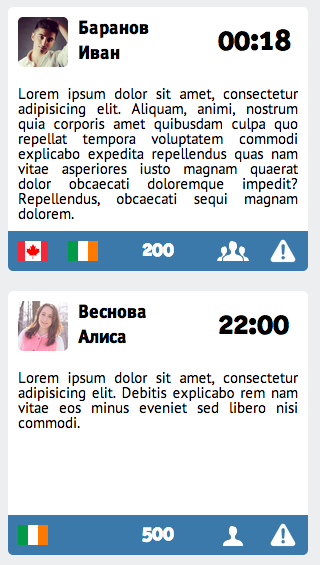 Баранов
Иван
00:18
Lorem ipsum dolor sit amet, consectetur
adipisicing elit. Aliquam, animi, nostrum
quia corporis amet quibusdam culpa quo
repellat tempora voluptatem commodi
explicabo expedita repellendus quas nam
vitae asperiores iusto magnam quaerat
dolor obcaecati doloremque impedit?
Repellendus, obcaecati sequi magnam
dolorem.
200
Веснова
Алиса
22:00
Lorem ipsum dolor sit amet, consectetur
adipisicing elit. Debitis explicabo rem nam
vitae eos minus eveniet sed libero nisi
commodi.
500